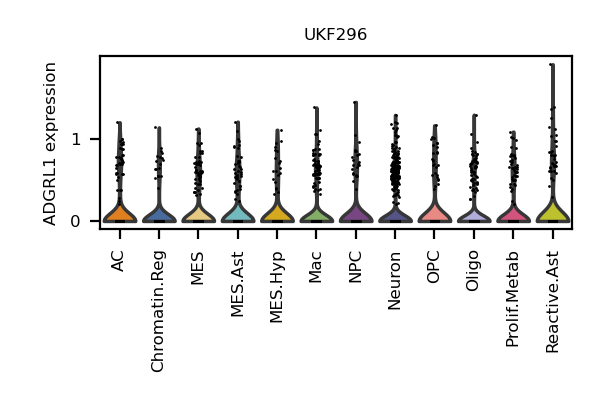 UKF296
ADGRL1 expression
1
0
AC
Chromatin.Reg
MES
MES.Ast
MES.Hyp
Mac
NPC
Neuron
OPC
Oligo
Prolif.Metab
Reactive.Ast